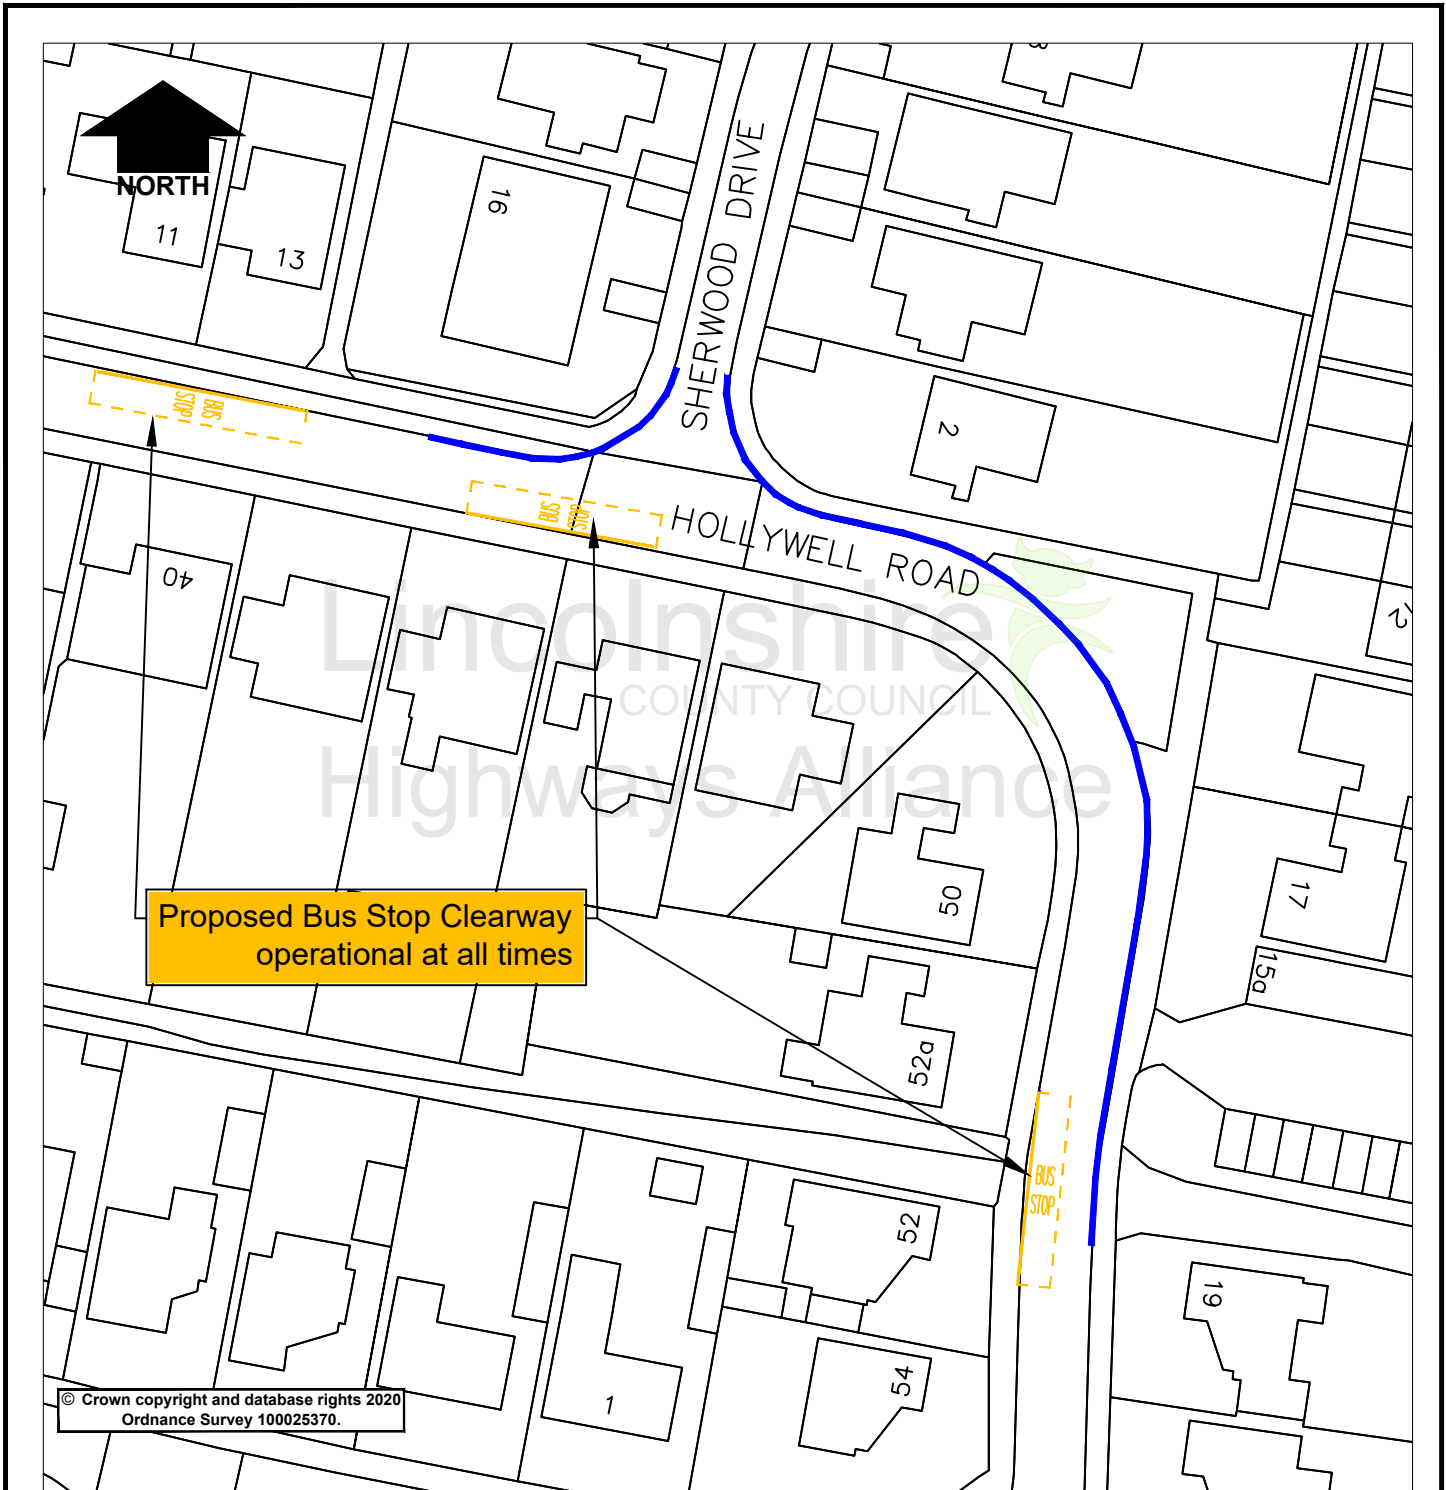 NORTH
11
13
16
SHERWOOD DRIVE
2
BUS
STOP
BUS
STOP
HOLLYWELL ROAD
40
Lincolnshire
COUNTY COUNCIL
Highways Alliance
50
17
15a
Proposed Bus Stop Clearway
operational at all times
52a
BUS
STOP
52
19
54
1
© Crown copyright and database rights 2020
Ordnance Survey 100025370.